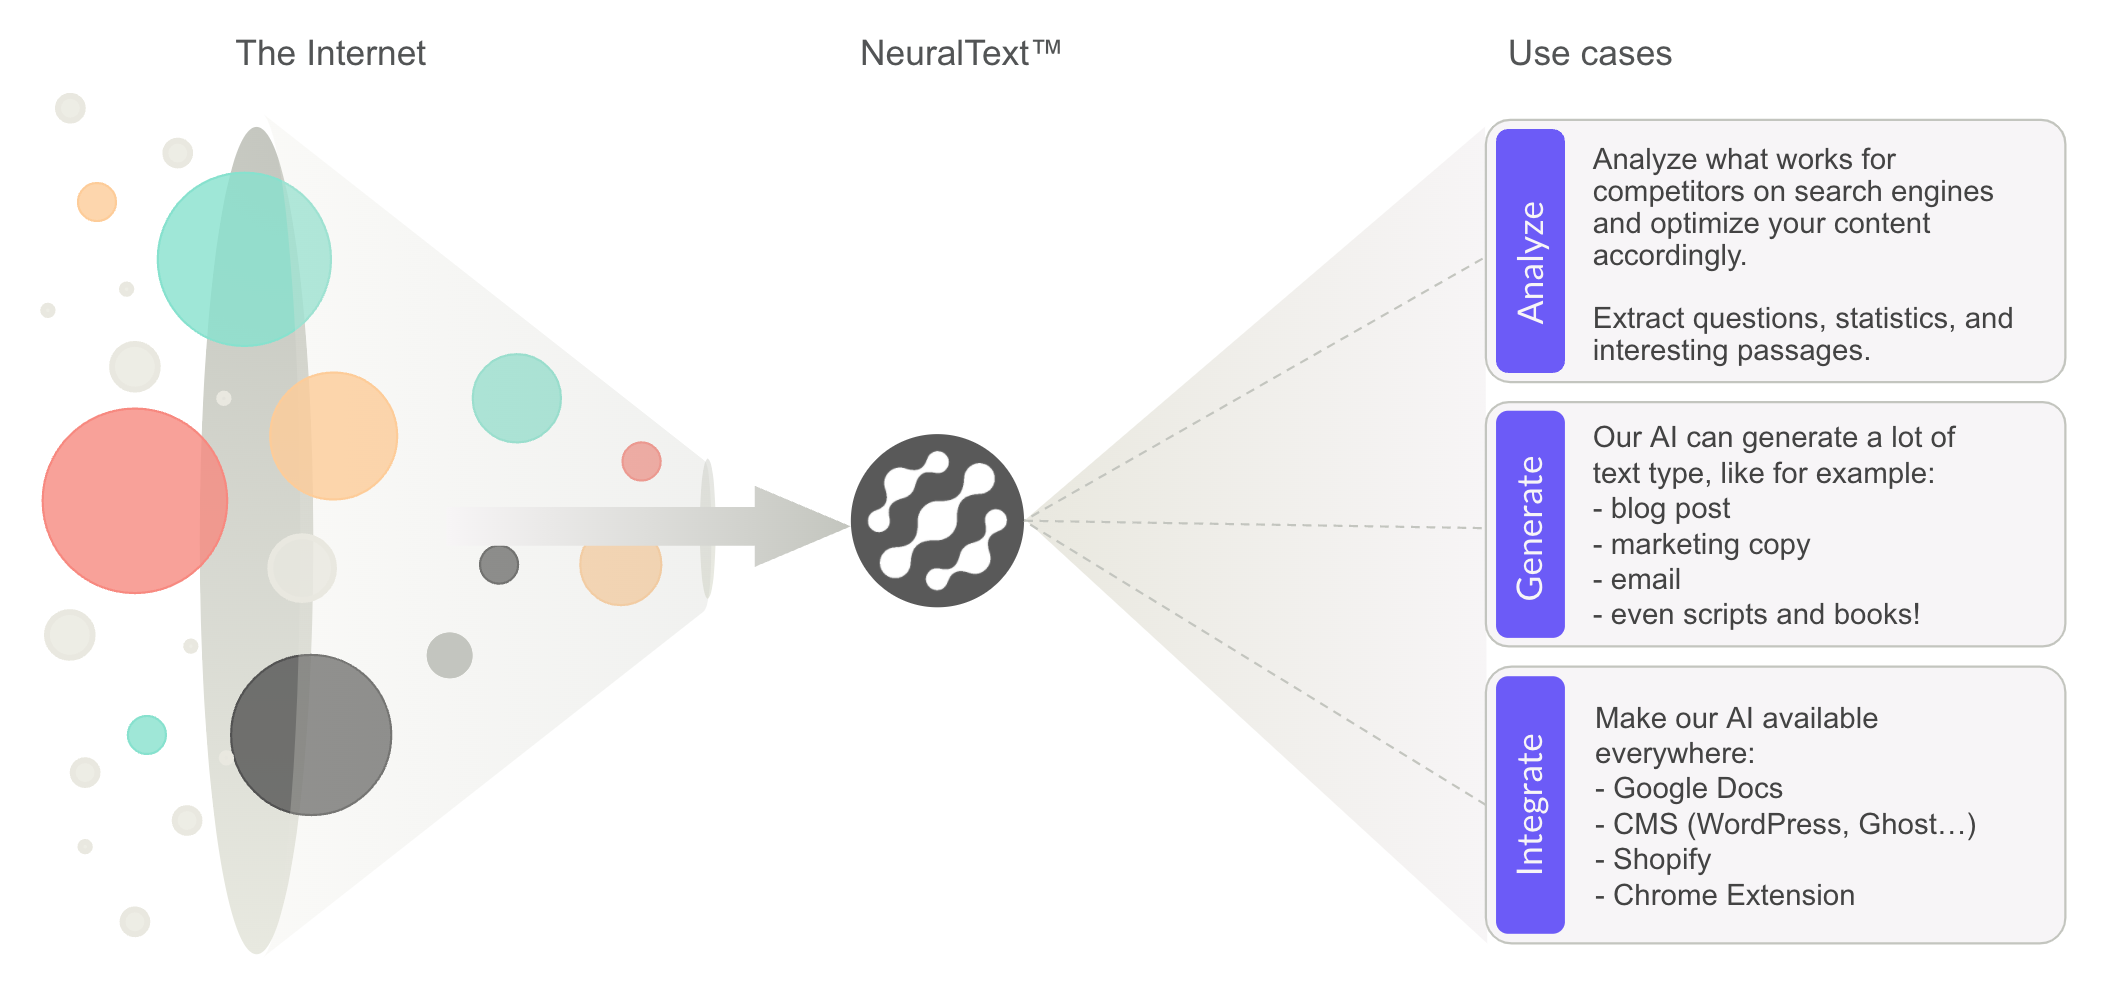 The Internet
NeuralText™
Use cases
Analyze
Analyze what works for
competitors on search engines
and optimize your content
accordingly.
Extract questions, statistics, and
interesting passages.
Generate
Our AI can generate a lot of
text type, like for example:
- blog post
- marketing copy
- email
- even scripts and books!
Integrate
Make our AI available
everywhere:
- Google Docs
- CMS (WordPress, Ghost…)
- Shopify
- Chrome Extension